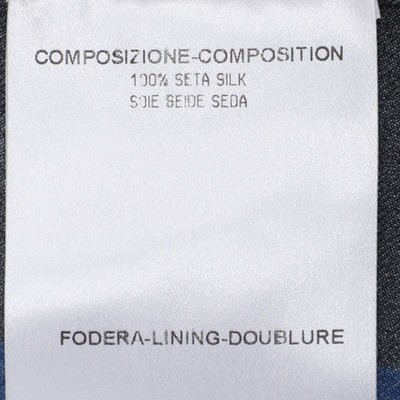 COMPOSIZIONE-COMPOSITION
100% SETA SILK
SOIE SEIDE SEDA
FODERA-LINING-DOUBLURE